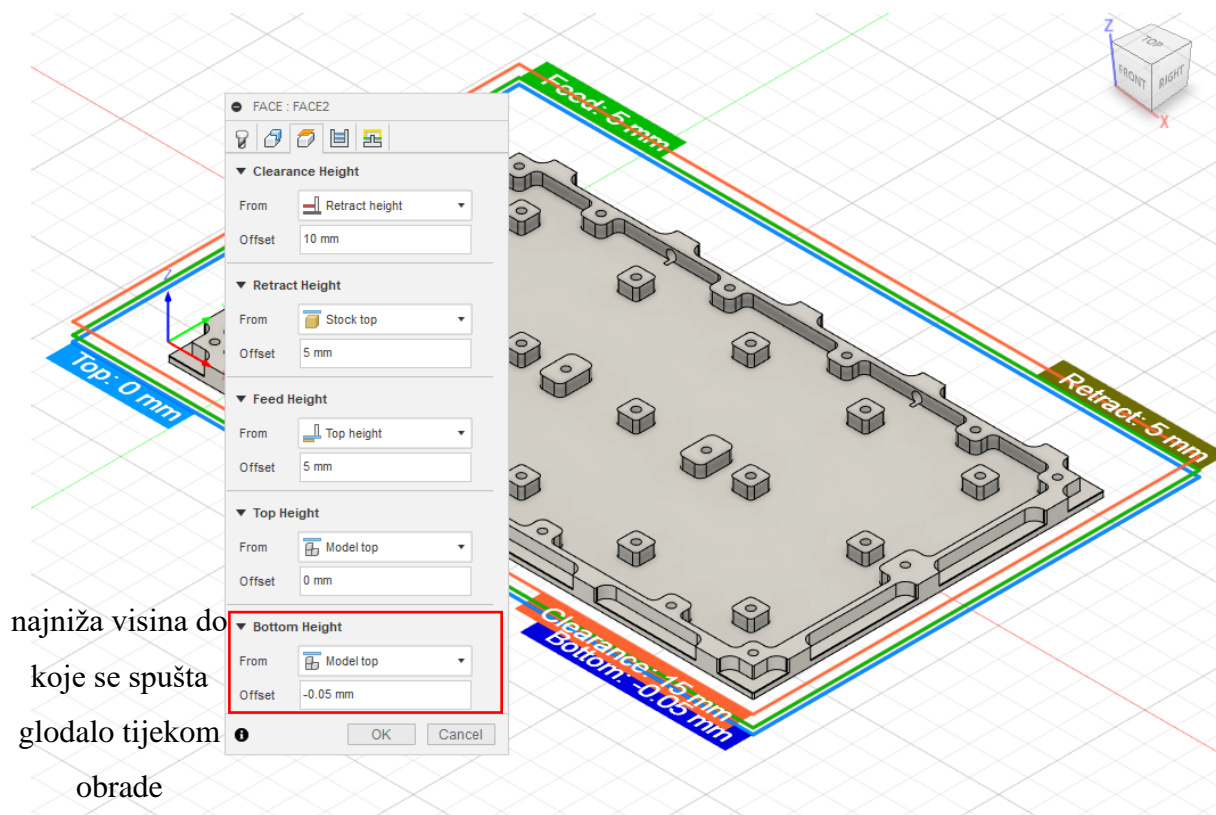 Z
TOP
FRONT
RIGHT
X
Feed: 5 mm
FACE : FACE2
Clearance Height
From Retract height
Offset 10 mm
Retract Height
From Stock top
Offset 5 mm
Feed Height
From Top height
Offset 5 mm
Top Height
From Model top
Offset 0 mm
Bottom Height
From Model top
Offset -0.05 mm
OK Cancel
Z
Top: 0 mm
Retract: 5 mm
Clearance: 15 mm
Bottom: -0.05 mm
najniža visina do
koje se spušta
glodalo tijekom
obrade